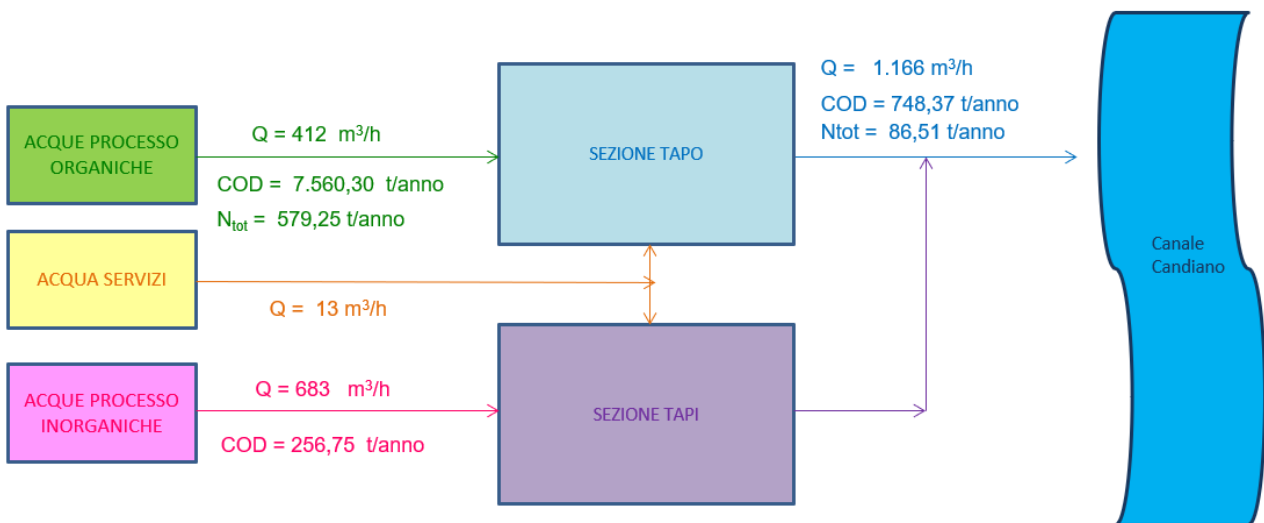 ACQUE PROCESSO
ORGANICHE
Q = 412 m³/h
COD = 7.560,30 t/anno
Nₜₒₜ = 579,25 t/anno
SEZIONE TAPO
Q = 1.166 m³/h
COD = 748,37 t/anno
Ntot = 86,51 t/anno
ACQUA SERVIZI
Q = 13 m³/h
Canale
Candiano
ACQUE PROCESSO
INORGANICHE
Q = 683 m³/h
COD = 256,75 t/anno
SEZIONE TAPI